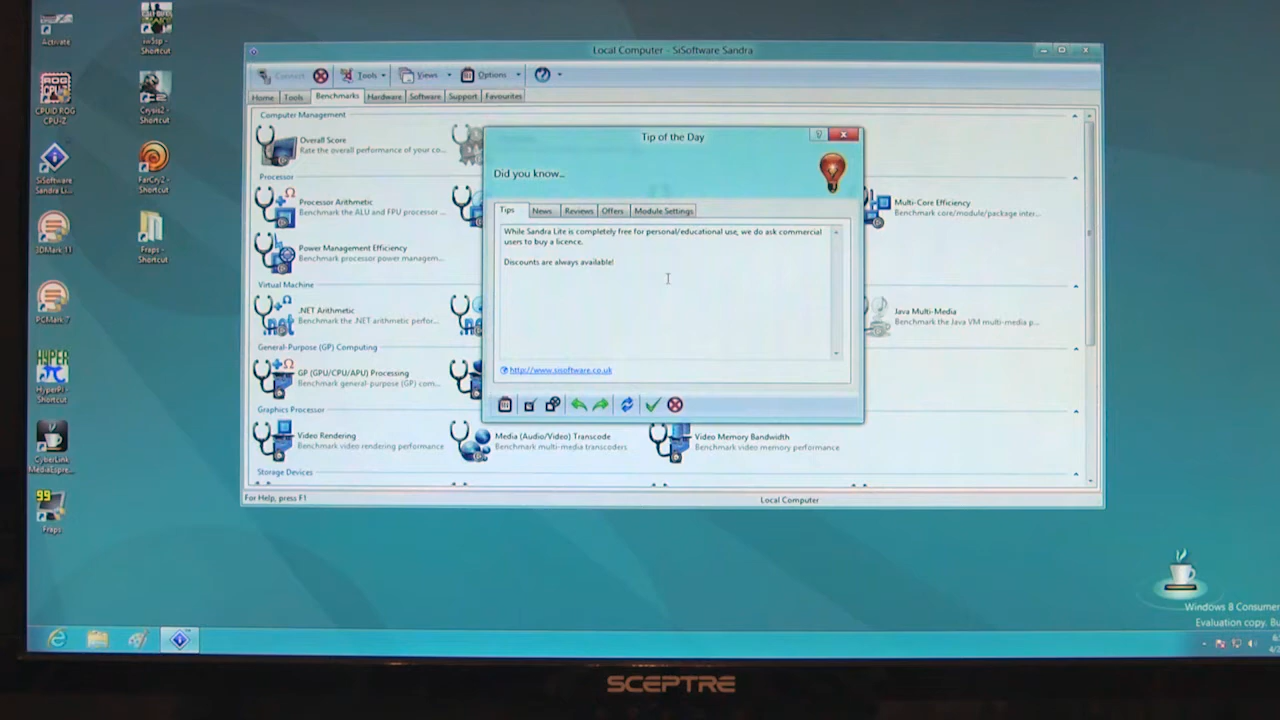 Activate
iw5sp - Shortcut
CPUID ROG CPU-Z
Crysis2 - Shortcut
SiSoftware Sandra Li...
FarCry2 - Shortcut
3DMark 11
Fraps - Shortcut
PCMark 7
HYPER
HyperPi - Shortcut
CyberLink MediaEspre...
99
Fraps
Local Computer - SiSoftware Sandra
Connect Tools Views Options
Home Tools Benchmarks Hardware Software Support Favourites
Computer Management
Overall Score
Rate the overall performance of your co...
Processor
Processor Arithmetic
Benchmark the ALU and FPU processor ...
Multi-Core Efficiency
Benchmark core/module/package inter...
Power Management Efficiency
Benchmark processor power managem...
Virtual Machine
.NET Arithmetic
Benchmark the .NET arithmetic perfor...
Java Multi-Media
Benchmark the Java VM multi-media p...
General-Purpose (GP) Computing
GP (GPU/CPU/APU) Processing
Benchmark general-purpose (GP) com...
Graphics Processor
Video Rendering
Benchmark video rendering performance
Media (Audio/Video) Transcode
Benchmark multi-media transcoders
Video Memory Bandwidth
Benchmark video memory performance
Storage Devices
For Help, press F1
Local Computer
Tip of the Day
Did you know...
Tips News Reviews Offers Module Settings
While Sandra Lite is completely free for personal/educational use, we do ask commercial
users to buy a licence.
Discounts are always available!
http://www.sisoftware.co.uk
Windows 8 Consumer
Evaluation copy. Bu
SCEPTRE